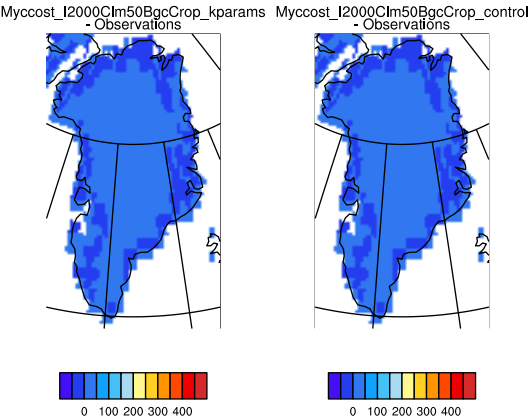 Myccost_I2000Clm50BgcCrop_kparams
- Observations
Myccost_I2000Clm50BgcCrop_control
- Observations
0 100 200 300 400
0 100 200 300 400